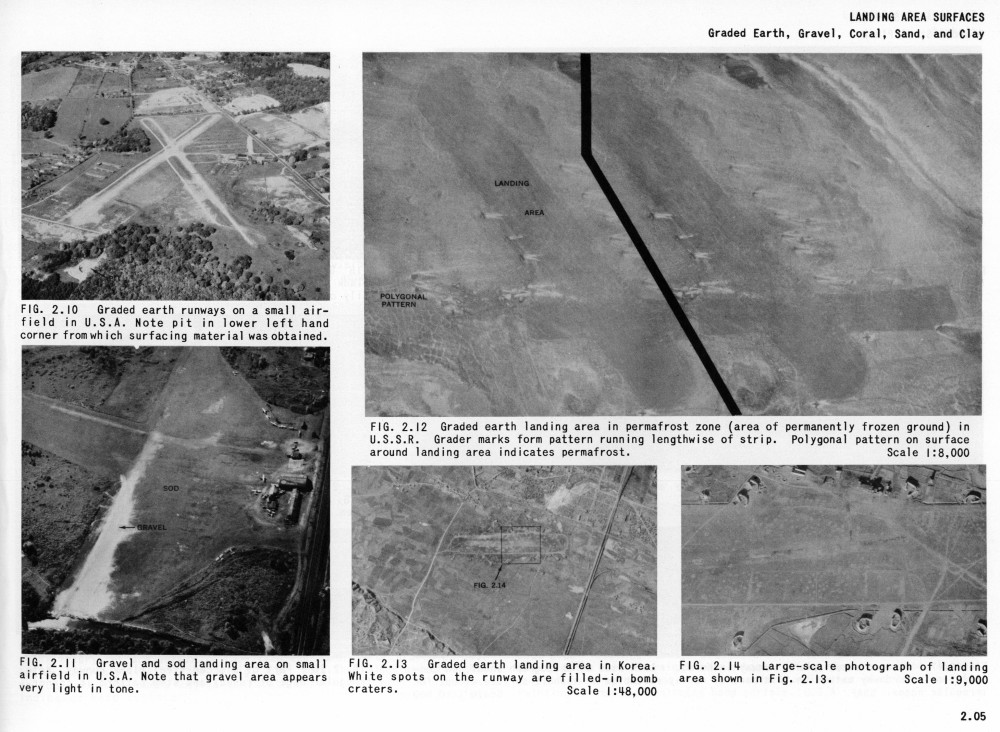 LANDING AREA SURFACES
Graded Earth, Gravel, Coral, Sand, and Clay
FIG. 2.10 Graded earth runways on a small air-
field in U.S.A. Note pit in lower left hand
corner from which surfacing material was obtained.
SOD
GRAVEL
FIG. 2.11 Gravel and sod landing area on small
airfield in U.S.A. Note that gravel area appears
very light in tone.
LANDING
AREA
POLYGONAL
PATTERN
FIG. 2.12 Graded earth landing area in permafrost zone (area of permanently frozen ground) in
U.S.S.R. Grader marks form pattern running lengthwise of strip. Polygonal pattern on surface
around landing area indicates permafrost. Scale 1:8,000
FIG. 2.14
FIG. 2.13 Graded earth landing area in Korea.
White spots on the runway are filled-in bomb
craters. Scale 1:48,000
FIG. 2.14 Large-scale photograph of landing
area shown in Fig. 2.13. Scale 1:9,000
2.05